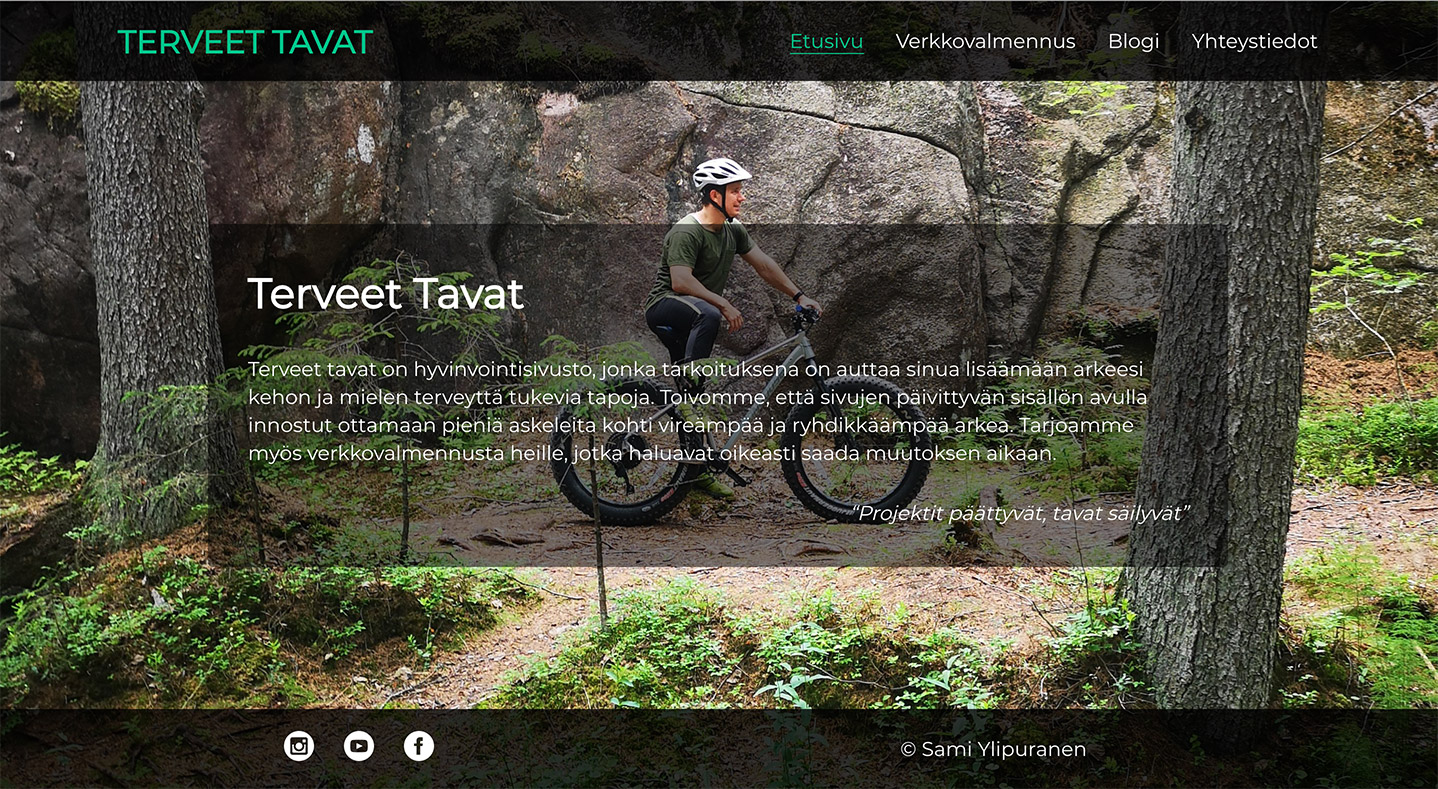 TERVEET TAVAT
Etusivu Verkkovalmennus Blogi Yhteystiedot
Terveet Tavat
Terveet tavat on hyvinvointisivusto, jonka tarkoituksena on auttaa sinua lisäämään arkeesi
kehon ja mielen terveyttä tukevia tapoja. Toivomme, että sivujen päivittyvän sisällön avulla
innostut ottamaan pieniä askeleita kohti vireämpää ja ryhdikkäämpää arkea. Tarjoamme
myös verkkovalmennusta heille, jotka haluavat oikeasti saada muutoksen aikaan.
“Projektit päättyvät, tavat säilyvät”
© Sami Ylipuranen